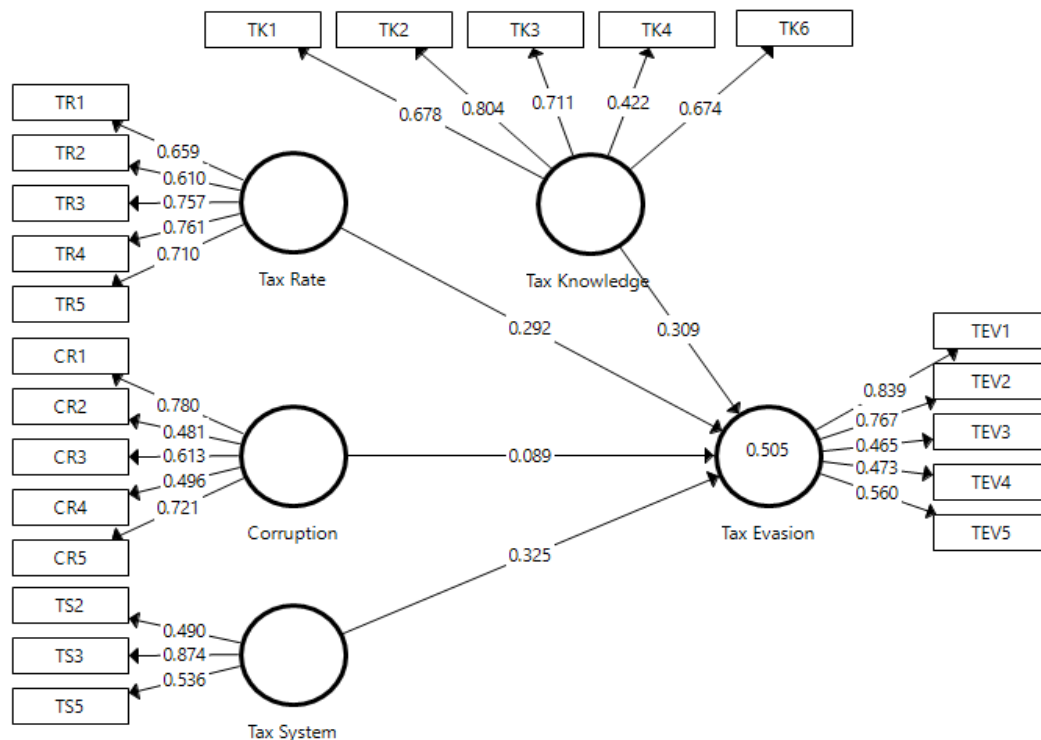 TK1
TK2
TK3
TK4
TK6
0.678
0.804
0.711
0.422
0.674
TR1
TR2
TR3
TR4
TR5
0.659
0.610
0.757
0.761
0.710
Tax Rate
Tax Knowledge
0.292
0.309
CR1
CR2
CR3
CR4
CR5
0.780
0.481
0.613
0.496
0.721
Corruption
0.089
0.505
Tax Evasion
0.839
0.767
0.465
0.473
0.560
TEV1
TEV2
TEV3
TEV4
TEV5
0.325
TS2
TS3
TS5
0.490
0.874
0.536
Tax System